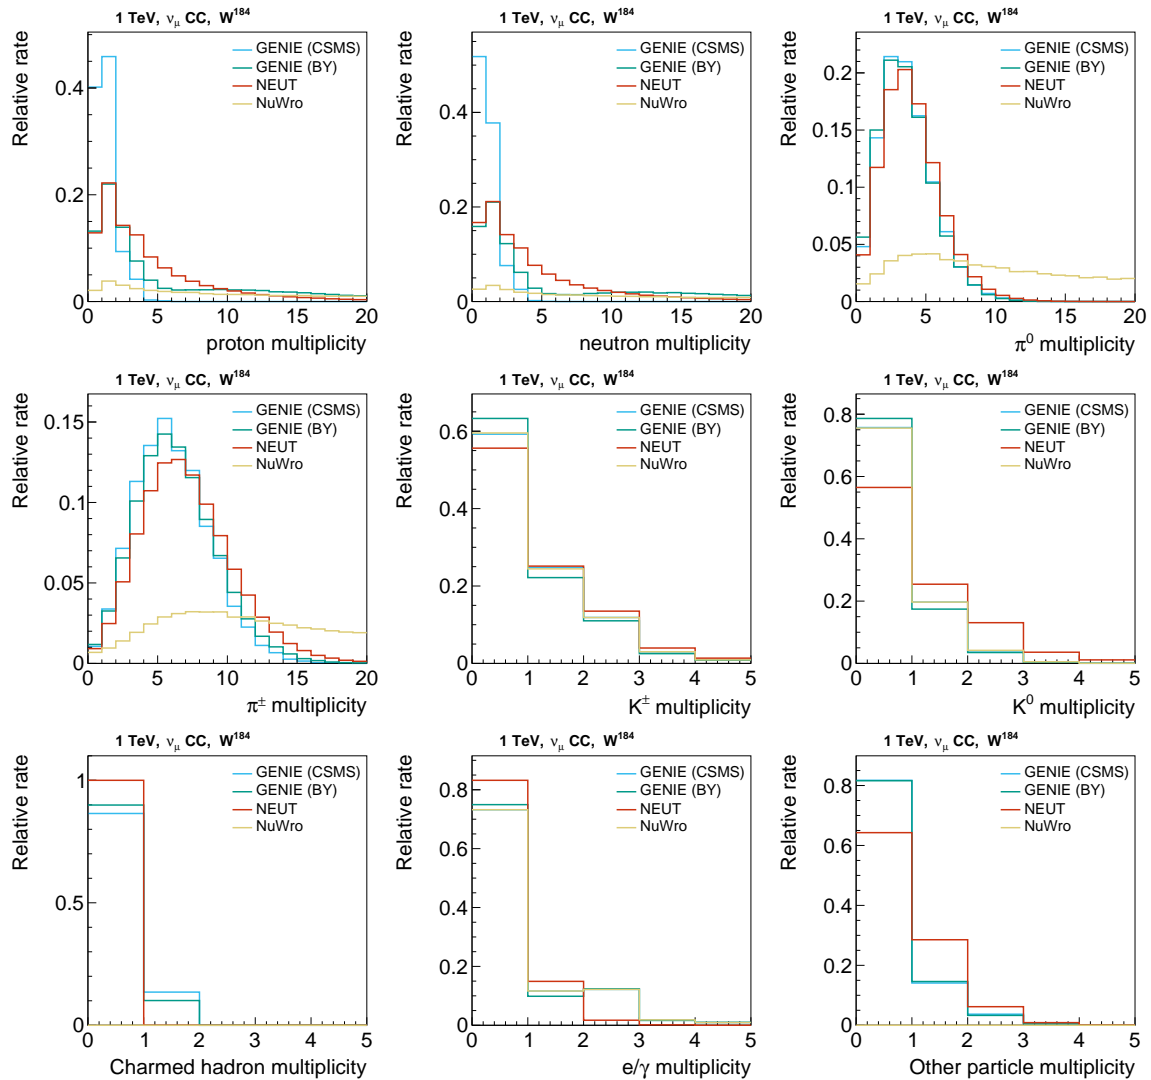 1 TeV, νμ CC, W184
Relative rate
GENIE (CSMS)
GENIE (BY)
NEUT
NuWro
0.4
0.2
0
0 5 10 15 20
proton multiplicity
1 TeV, νμ CC, W184
Relative rate
GENIE (CSMS)
GENIE (BY)
NEUT
NuWro
0.4
0.2
0
0 5 10 15 20
neutron multiplicity
1 TeV, νμ CC, W184
Relative rate
GENIE (CSMS)
GENIE (BY)
NEUT
NuWro
0.2
0.15
0.1
0.05
0
0 5 10 15 20
π0 multiplicity
1 TeV, νμ CC, W184
Relative rate
GENIE (CSMS)
GENIE (BY)
NEUT
NuWro
0.15
0.1
0.05
0
0 5 10 15 20
π± multiplicity
1 TeV, νμ CC, W184
Relative rate
GENIE (CSMS)
GENIE (BY)
NEUT
NuWro
0.6
0.4
0.2
0
0 1 2 3 4 5
K± multiplicity
1 TeV, νμ CC, W184
Relative rate
GENIE (CSMS)
GENIE (BY)
NEUT
NuWro
0.8
0.6
0.4
0.2
0
0 1 2 3 4 5
K0 multiplicity
1 TeV, νμ CC, W184
Relative rate
GENIE (CSMS)
GENIE (BY)
NEUT
NuWro
1
0.5
0
0 1 2 3 4 5
Charmed hadron multiplicity
1 TeV, νμ CC, W184
Relative rate
GENIE (CSMS)
GENIE (BY)
NEUT
NuWro
0.8
0.6
0.4
0.2
0
0 1 2 3 4 5
e/γ multiplicity
1 TeV, νμ CC, W184
Relative rate
GENIE (CSMS)
GENIE (BY)
NEUT
NuWro
0.8
0.6
0.4
0.2
0
0 1 2 3 4 5
Other particle multiplicity